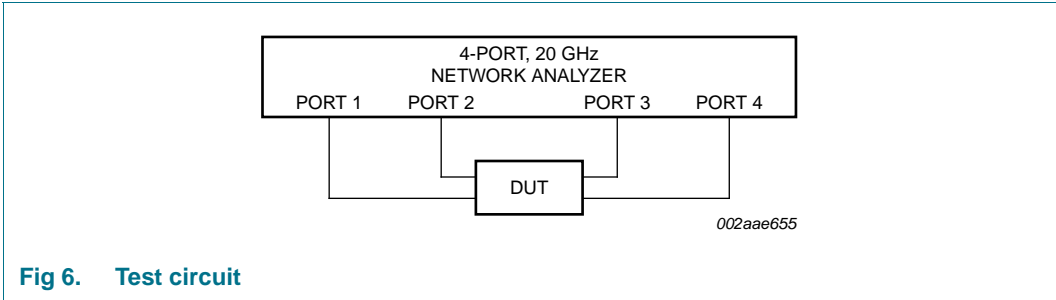 4-PORT, 20 GHz
NETWORK ANALYZER
PORT 1 PORT 2 PORT 3 PORT 4
DUT
002aae655
Fig 6. Test circuit